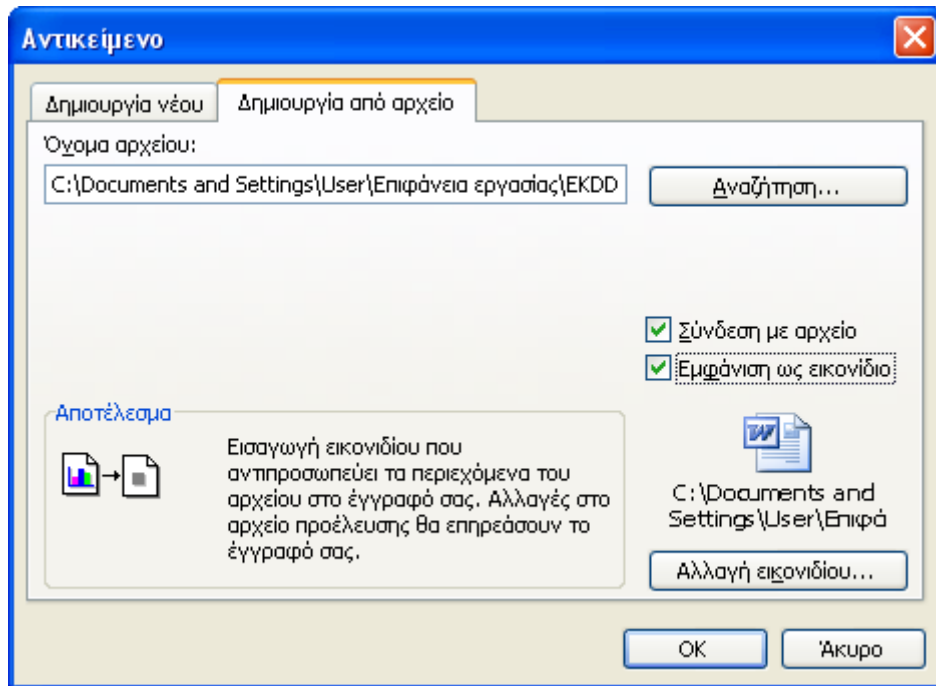 Αντικείμενο
Δημιουργία νέου
Δημιουργία από αρχείο
Όνομα αρχείου:
C:\Documents and Settings\User\Επιφάνεια εργασίας\EKDD
Αναζήτηση...
Σύνδεση με αρχείο
Εμφάνιση ως εικονίδιο
Αποτέλεσμα
Εισαγωγή εικονιδίου που
αντιπροσωπεύει τα περιεχόμενα του
αρχείου στο έγγραφό σας. Αλλαγές στο
αρχείο προέλευσης θα επηρεάσουν το
έγγραφό σας.
W
C:\Documents and
Settings\User\Επιφά
Αλλαγή εικονιδίου...
OK
Άκυρο